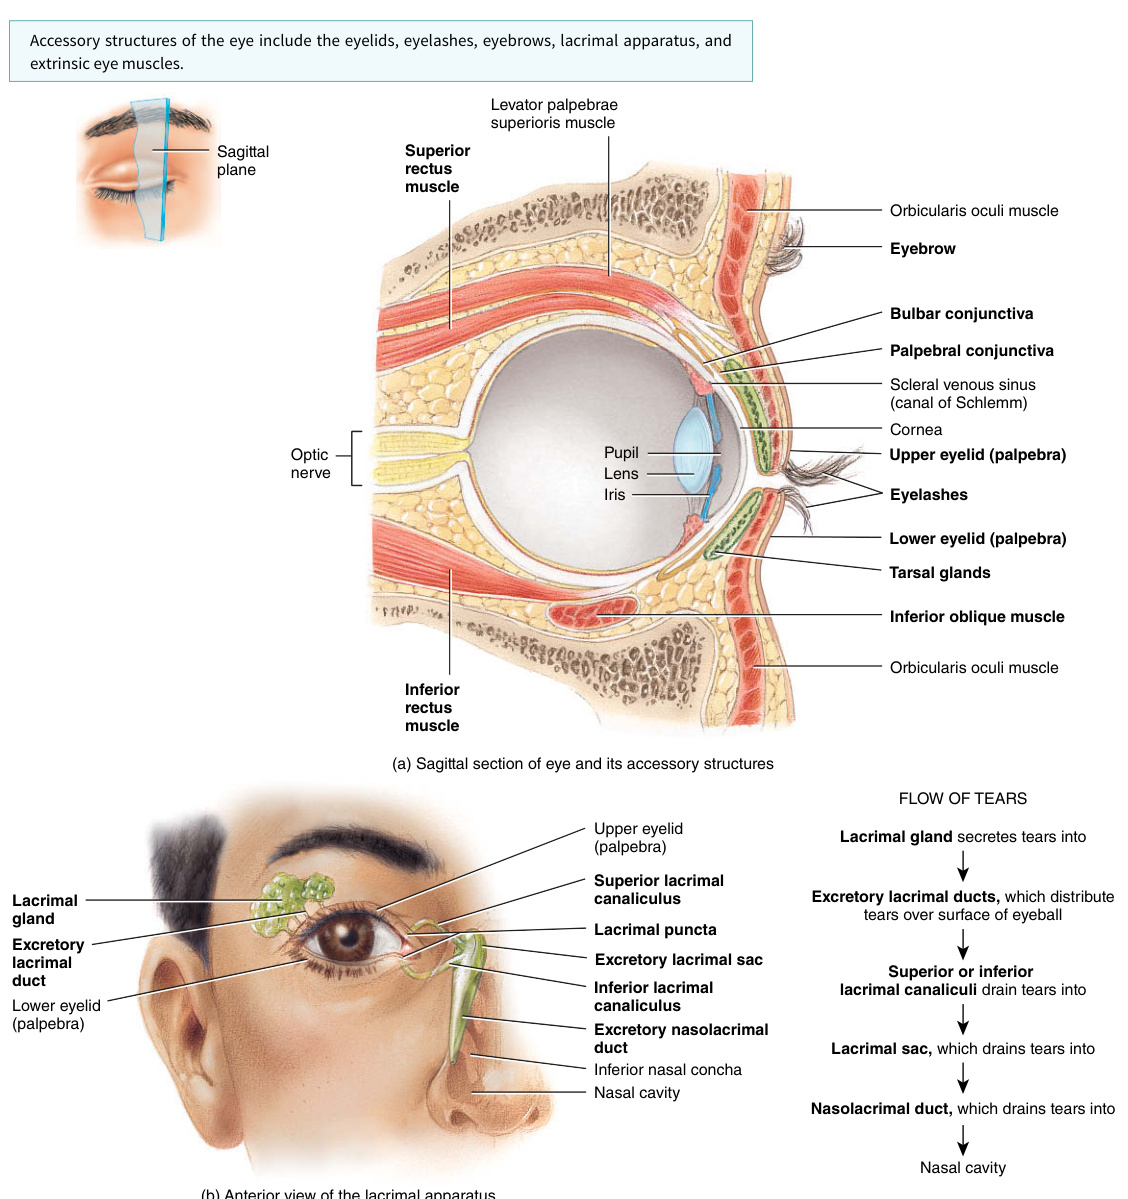 Accessory structures of the eye include the eyelids, eyelashes, eyebrows, lacrimal apparatus, and
extrinsic eye muscles.
Sagittal
plane
Levator palpebrae
superioris muscle
Superior
rectus
muscle
Orbicularis oculi muscle
Eyebrow
Bulbar conjunctiva
Palpebral conjunctiva
Scleral venous sinus
(canal of Schlemm)
Cornea
Optic
nerve
Pupil
Lens
Iris
Upper eyelid (palpebra)
Eyelashes
Lower eyelid (palpebra)
Tarsal glands
Inferior oblique muscle
Orbicularis oculi muscle
Inferior
rectus
muscle
(a) Sagittal section of eye and its accessory structures
Lacrimal
gland
Excretory
lacrimal
duct
Lower eyelid
(palpebra)
Upper eyelid
(palpebra)
Superior lacrimal
canaliculus
Lacrimal puncta
Excretory lacrimal sac
Inferior lacrimal
canaliculus
Excretory nasolacrimal
duct
Inferior nasal concha
Nasal cavity
FLOW OF TEARS
Lacrimal gland secretes tears into
Excretory lacrimal ducts, which distribute
tears over surface of eyeball
Superior or inferior
lacrimal canaliculi drain tears into
Lacrimal sac, which drains tears into
Nasolacrimal duct, which drains tears into
Nasal cavity
(b) Anterior view of the lacrimal apparatus